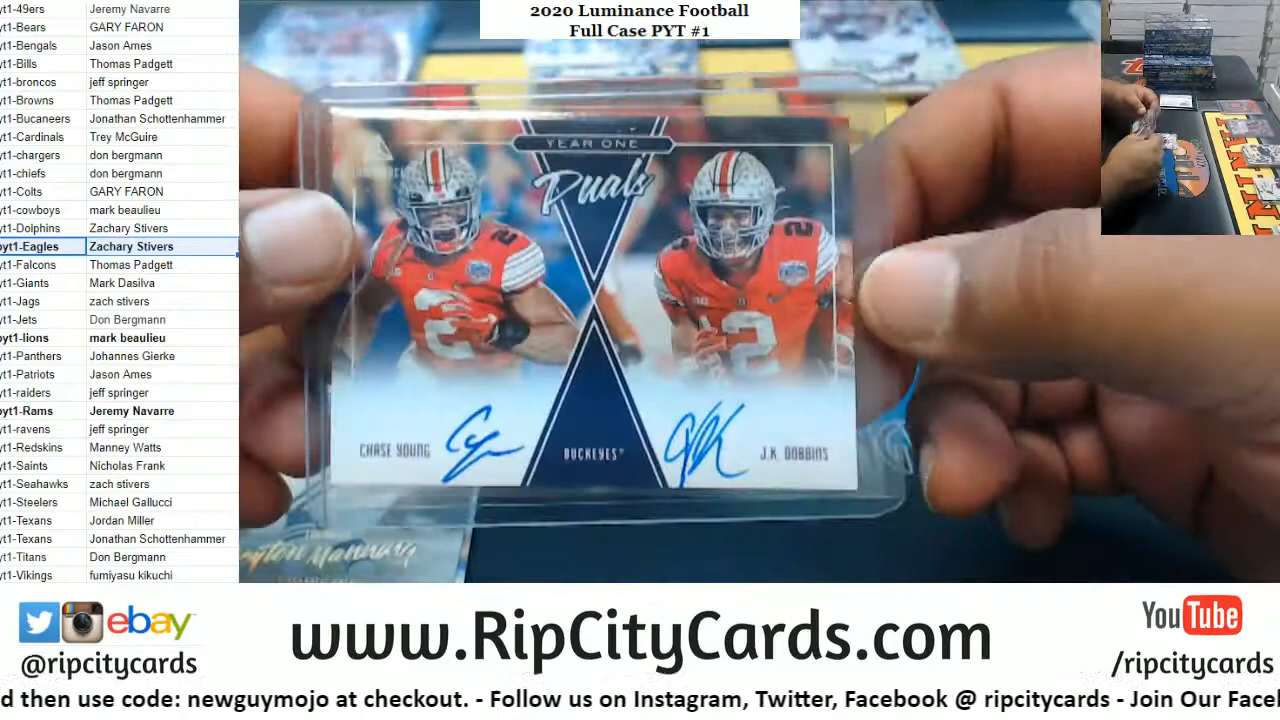 2020 Luminance Football
Full Case PYT #1
yt1-49ers Jeremy Navarre
yt1-Bears GARY FARON
yt1-Bengals Jason Ames
yt1-Bills Thomas Padgett
yt1-broncos jeff springer
yt1-Browns Thomas Padgett
yt1-Bucaneers Jonathan Schottenhammer
yt1-Cardinals Trey McGuire
yt1-chargers don bergmann
yt1-chiefs don bergmann
yt1-Colts GARY FARON
yt1-cowboys mark beaulieu
yt1-Dolphins Zachary Stivers
pyt1-Eagles Zachary Stivers
yt1-Falcons Thomas Padgett
yt1-Giants Mark Dasilva
yt1-Jags zach stivers
yt1-Jets Don Bergmann
pyt1-lions mark beaulieu
yt1-Panthers Johannes Gierke
yt1-Patriots Jason Ames
yt1-raiders jeff springer
pyt1-Rams Jeremy Navarre
yt1-ravens jeff springer
yt1-Redskins Manney Watts
yt1-Saints Nicholas Frank
yt1-Seahawks zach stivers
yt1-Steelers Michael Gallucci
yt1-Texans Jordan Miller
yt1-Texans Jonathan Schottenhammer
yt1-Titans Don Bergmann
yt1-Vikings fumiyasu kikuchi
YEAR ONE
Duals
2
2
CHASE YOUNG
BUCKEYES
J.K. DOBBINS
ebay
@ripcitycards
www.RipCityCards.com
YouTube
/ripcitycards
d then use code: newguymojo at checkout. - Follow us on Instagram, Twitter, Facebook @ ripcitycards - Join Our Facel